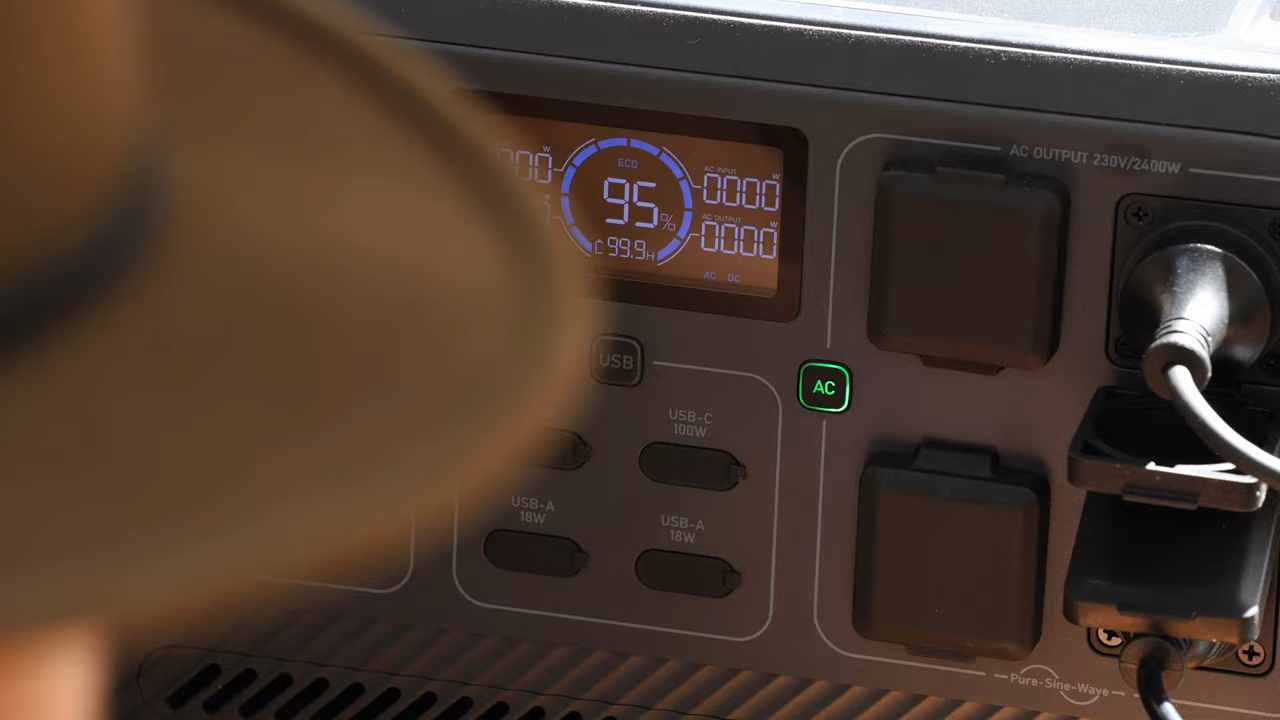 W
ECO
95%
99.9H
AC INPUT
W
0000
AC OUTPUT
W
0000
AC DC
AC OUTPUT 230V/2400W
USB
AC
USB-C
100W
USB-A
18W
USB-A
18W
Pure-Sine-Wave